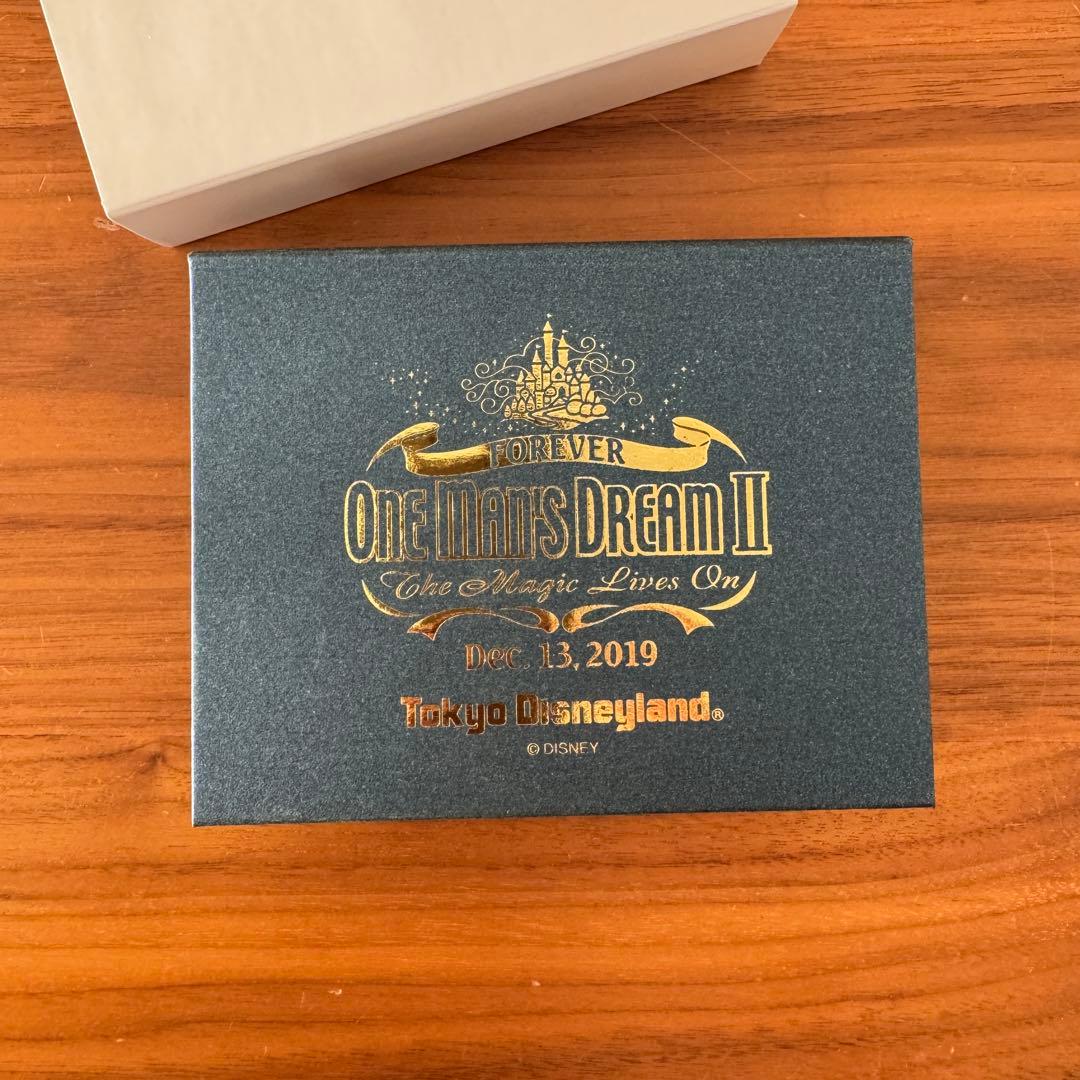 FOREVER
ONE MAN'S DREAM II
The Magic Lives On
Dec. 13, 2019
Tokyo Disneyland®
© DISNEY